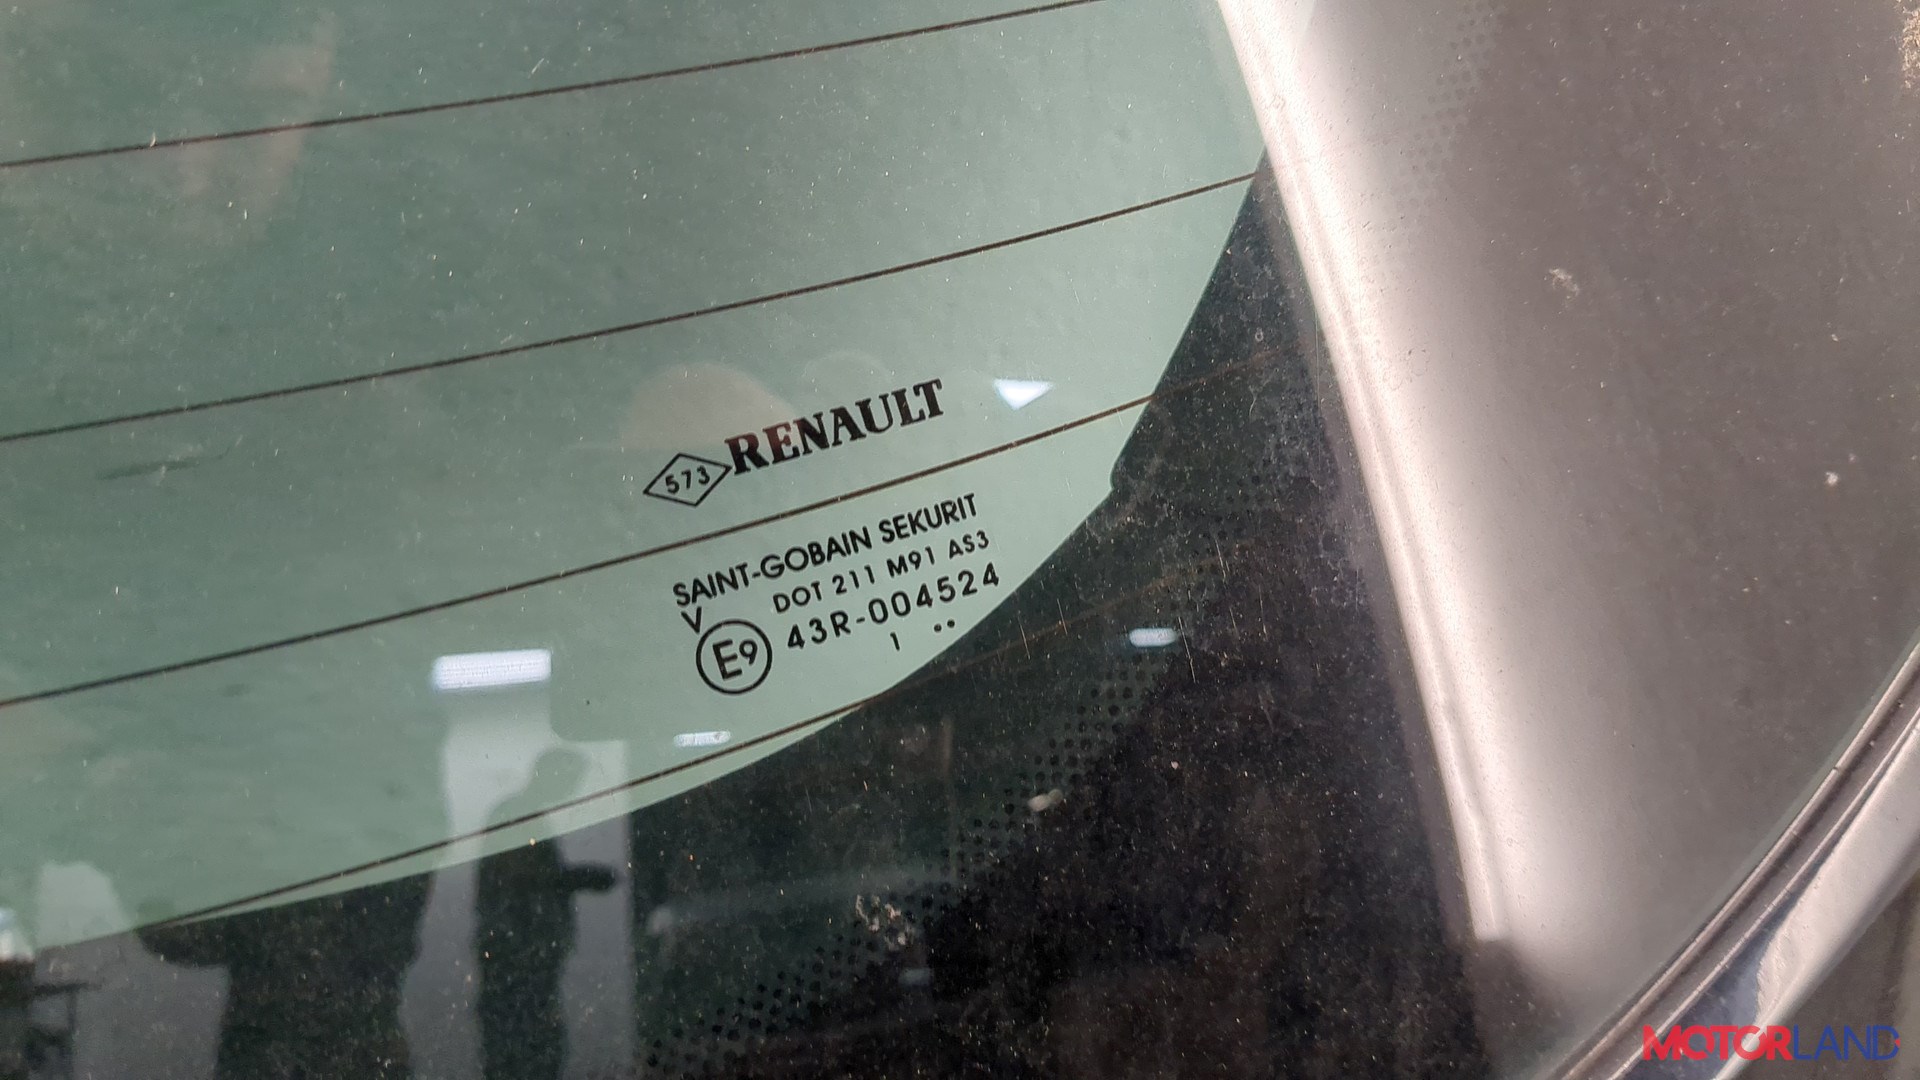 573 RENAULT
SAINT-GOBAIN SEKURIT
DOT 211 M91 AS3
V
E9 43R-004524
1 ..
MOTORLAND